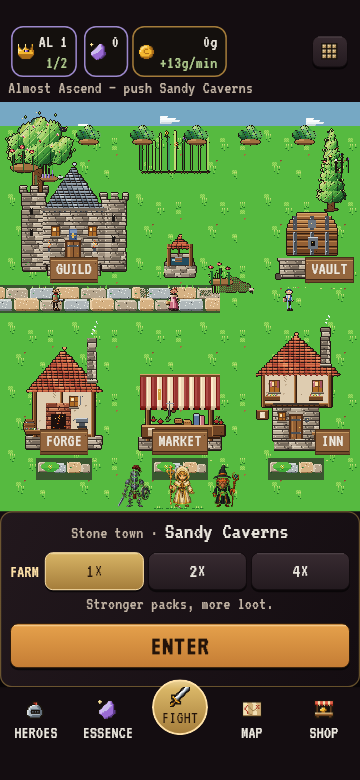 AL 1
1/2
0
0g
+13g/min
Almost Ascend – push Sandy Caverns
GUILD
VAULT
FORGE
MARKET
INN
Stone town · Sandy Caverns
FARM
1X
2X
4X
Stronger packs, more loot.
ENTER
HEROES
ESSENCE
FIGHT
MAP
SHOP